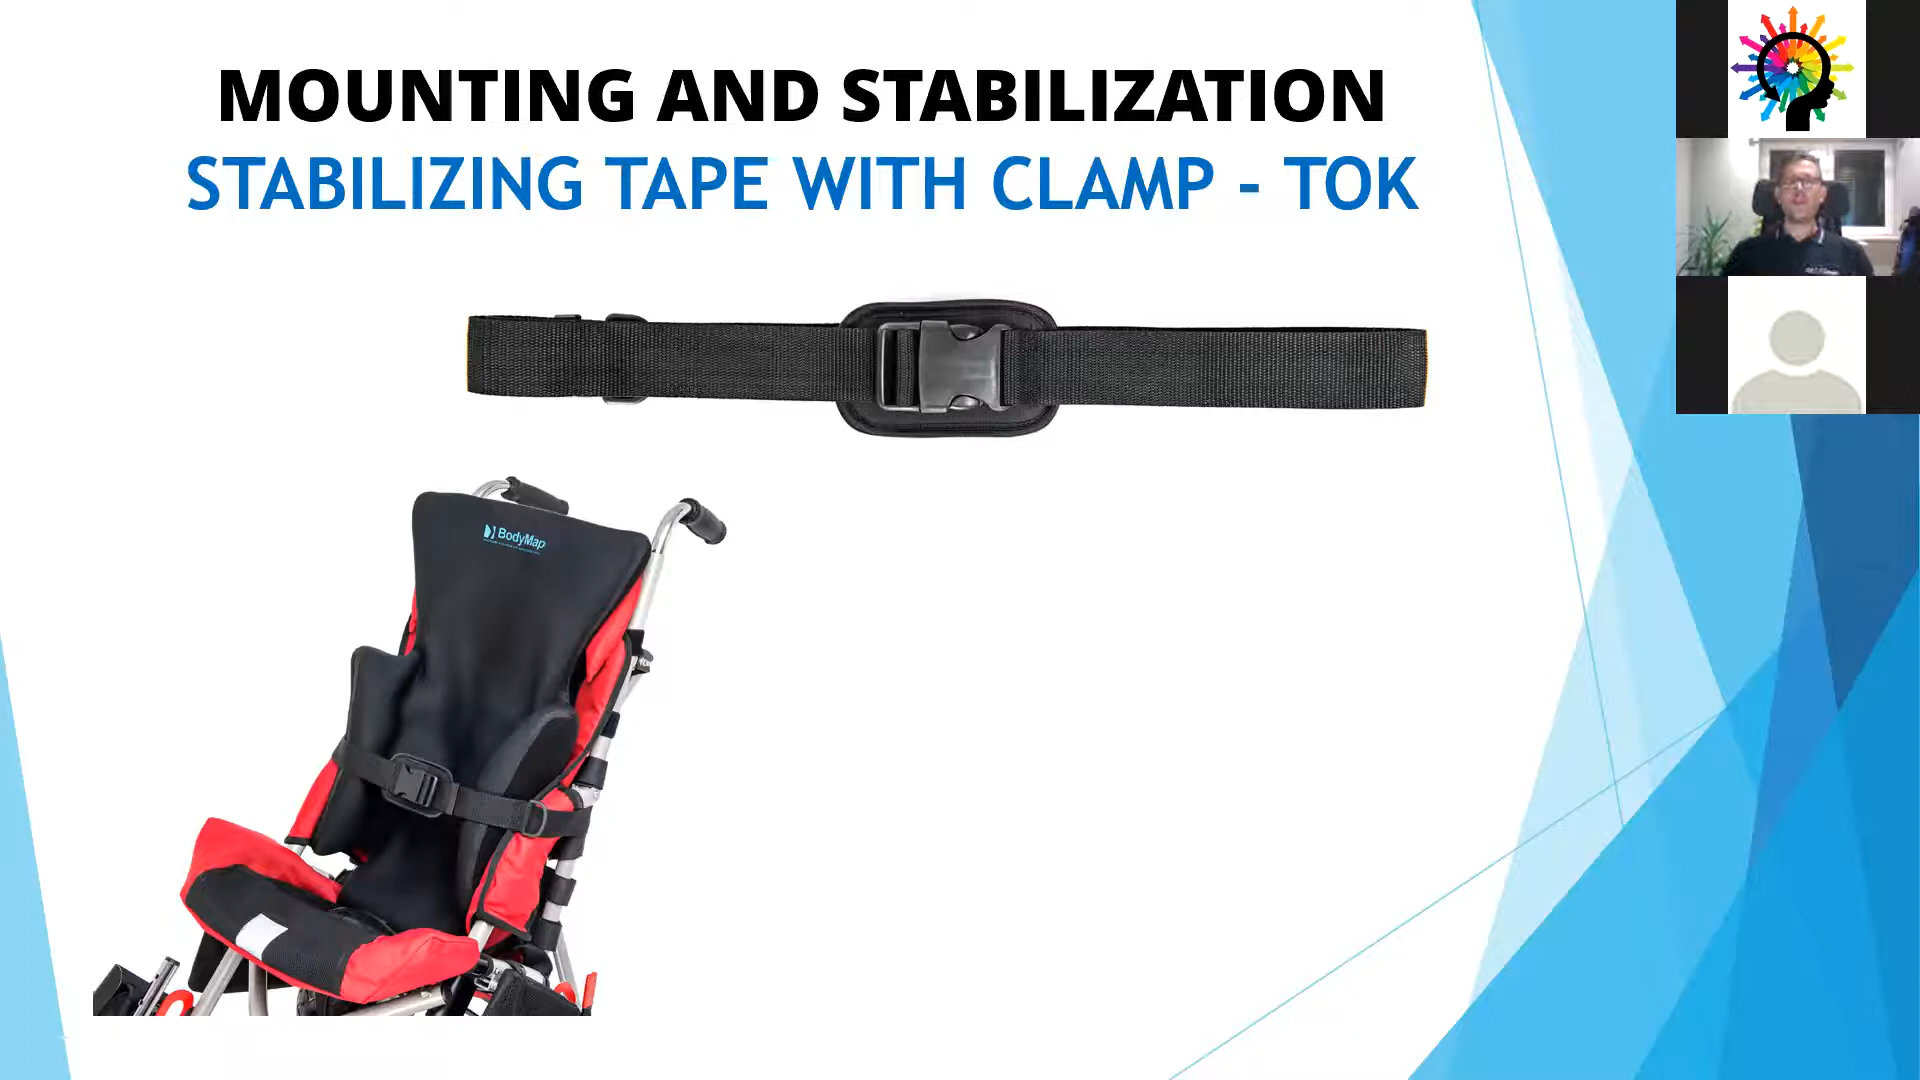 MOUNTING AND STABILIZATION
STABILIZING TAPE WITH CLAMP - TOK
BodyMap